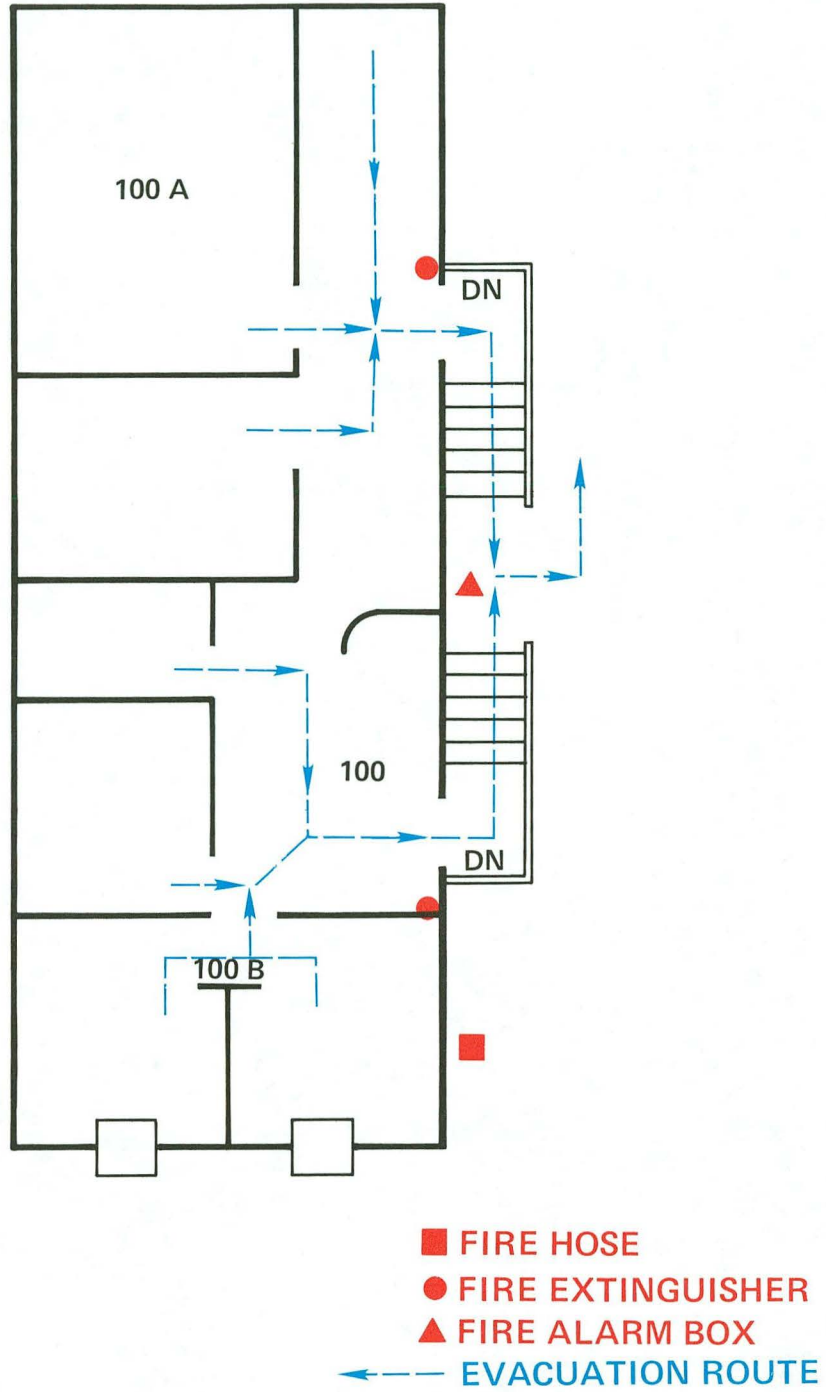 100 A
DN
100
DN
100 B
FIRE HOSE
FIRE EXTINGUISHER
FIRE ALARM BOX
EVACUATION ROUTE